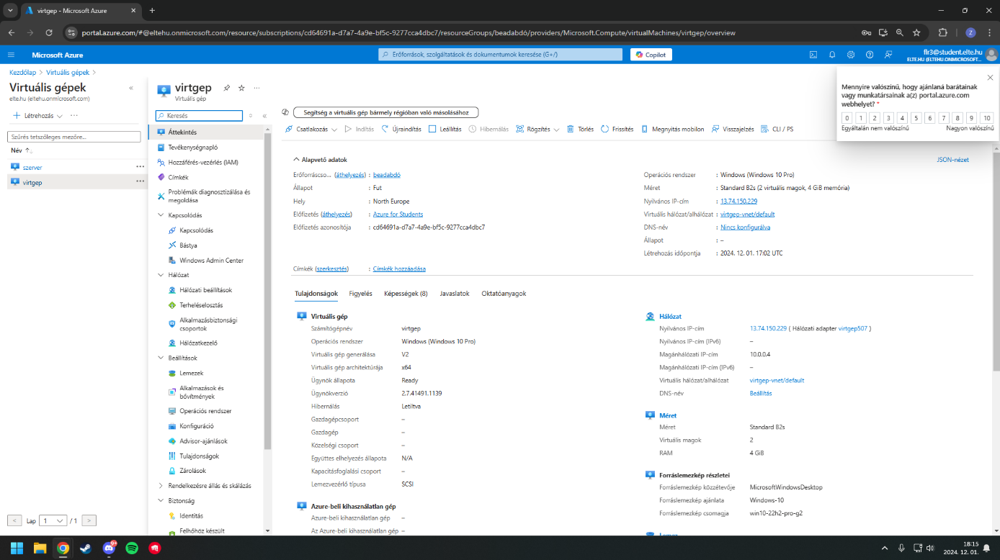 virtgep - Microsoft Azure
portal.azure.com/#@eltehu.onmicrosoft.com/resource/subscriptions/cd64691a-d7a7-4a9e-bf5c-9277cca4dbc7/resourceGroups/beadabdó/providers/Microsoft.Compute/virtualMachines/virtgep/overview
Z
Microsoft Azure
Erőforrások, szolgáltatások és dokumentumok keresése (G+/)
Copilot
flr3@student.elte.hu
ELTE.HU (ELTEHU.ONMICROSOFT....
Kezdőlap > Virtuális gépek >
Virtuális gépek
elte.hu (eltehu.onmicrosoft.com)
Létrehozás
Szűrés tetszőleges mezőre...
Név
szerver
virtgep
Lap 1 / 1
virtgep
Virtuális gép
Keresés
Áttekintés
Tevékenységnapló
Hozzáférés-vezérlés (IAM)
Címkék
Problémák diagnosztizálása és
megoldása
Kapcsolódás
Kapcsolódás
Bástya
Windows Admin Center
Hálózat
Hálózati beállítások
Terheléselosztás
Alkalmazásbiztonsági
csoportok
Hálózatkezelő
Beállítások
Lemezek
Alkalmazások és
bővítmények
Operációs rendszer
Konfiguráció
Advisor-ajánlások
Tulajdonságok
Zárolások
Rendelkezésre állás és skálázás
Biztonság
Identitás
Felhőhöz készült
Segítség a virtuális gép bármely régióban való másolásához
Csatlakozás
Indítás
Újraindítás
Leállítás
Hibernálás
Rögzítés
Törlés
Frissítés
Megnyitás mobilon
Visszajelzés
CLI / PS
Alapvető adatok
JSON-nézet
Erőforráscso... (áthelyezés) : beadabdó
Állapot : Fut
Hely : North Europe
Előfizetés (áthelyezés) : Azure for Students
Előfizetés azonosítója : cd64691a-d7a7-4a9e-bf5c-9277cca4dbc7
Operációs rendszer : Windows (Windows 10 Pro)
Méret : Standard B2s (2 virtuális magok, 4 GiB memória)
Nyilvános IP-cím : 13.74.150.229
Virtuális hálózat/alhálózat : virtgep-vnet/default
DNS-név : Nincs konfigurálva
Állapot : –
Létrehozás időpontja : 2024. 12. 01. 17:02 UTC
Címkék (szerkesztés) : Címkék hozzáadása
Tulajdonságok Figyelés Képességek (8) Javaslatok Oktatóanyagok
Virtuális gép
Számítógépnév virtgep
Operációs rendszer Windows (Windows 10 Pro)
Virtuális gép generálása V2
Virtuális gép architektúrája x64
Ügynök állapota Ready
Ügynökverzió 2.7.41491.1139
Hibernálás Letiltva
Gazdagépcsoport –
Gazdagép –
Közelségi csoport –
Együttes elhelyezés állapota N/A
Kapacitásfoglalási csoport –
Lemezvezérlő típusa SCSI
Azure-beli kihasználatlan gép
Azure-beli kihasználatlan gép –
Az Azure-beli kihasználatlan gép –
Hálózat
Nyilvános IP-cím 13.74.150.229 ( Hálózati adapter virtgep507 )
Nyilvános IP-cím (IPv6) –
Magánhálózati IP-cím 10.0.0.4
Magánhálózati IP-cím (IPv6) –
Virtuális hálózat/alhálózat virtgep-vnet/default
DNS-név Beállítás
Méret
Méret Standard B2s
Virtuális magok 2
RAM 4 GiB
Forráslemezkép részletei
Forráslemezkép közzétevője MicrosoftWindowsDesktop
Forráslemezkép ajánlata Windows-10
Forráslemezkép csomagja win10-22h2-pro-g2
Lemez
Mennyire valószínű, hogy ajánlaná barátainak
vagy munkatársainak a(z) portal.azure.com
webhelyet? *
0 1 2 3 4 5 6 7 8 9 10
Egyáltalán nem valószínű Nagyon valószínű
9+
18:15
2024. 12. 01.